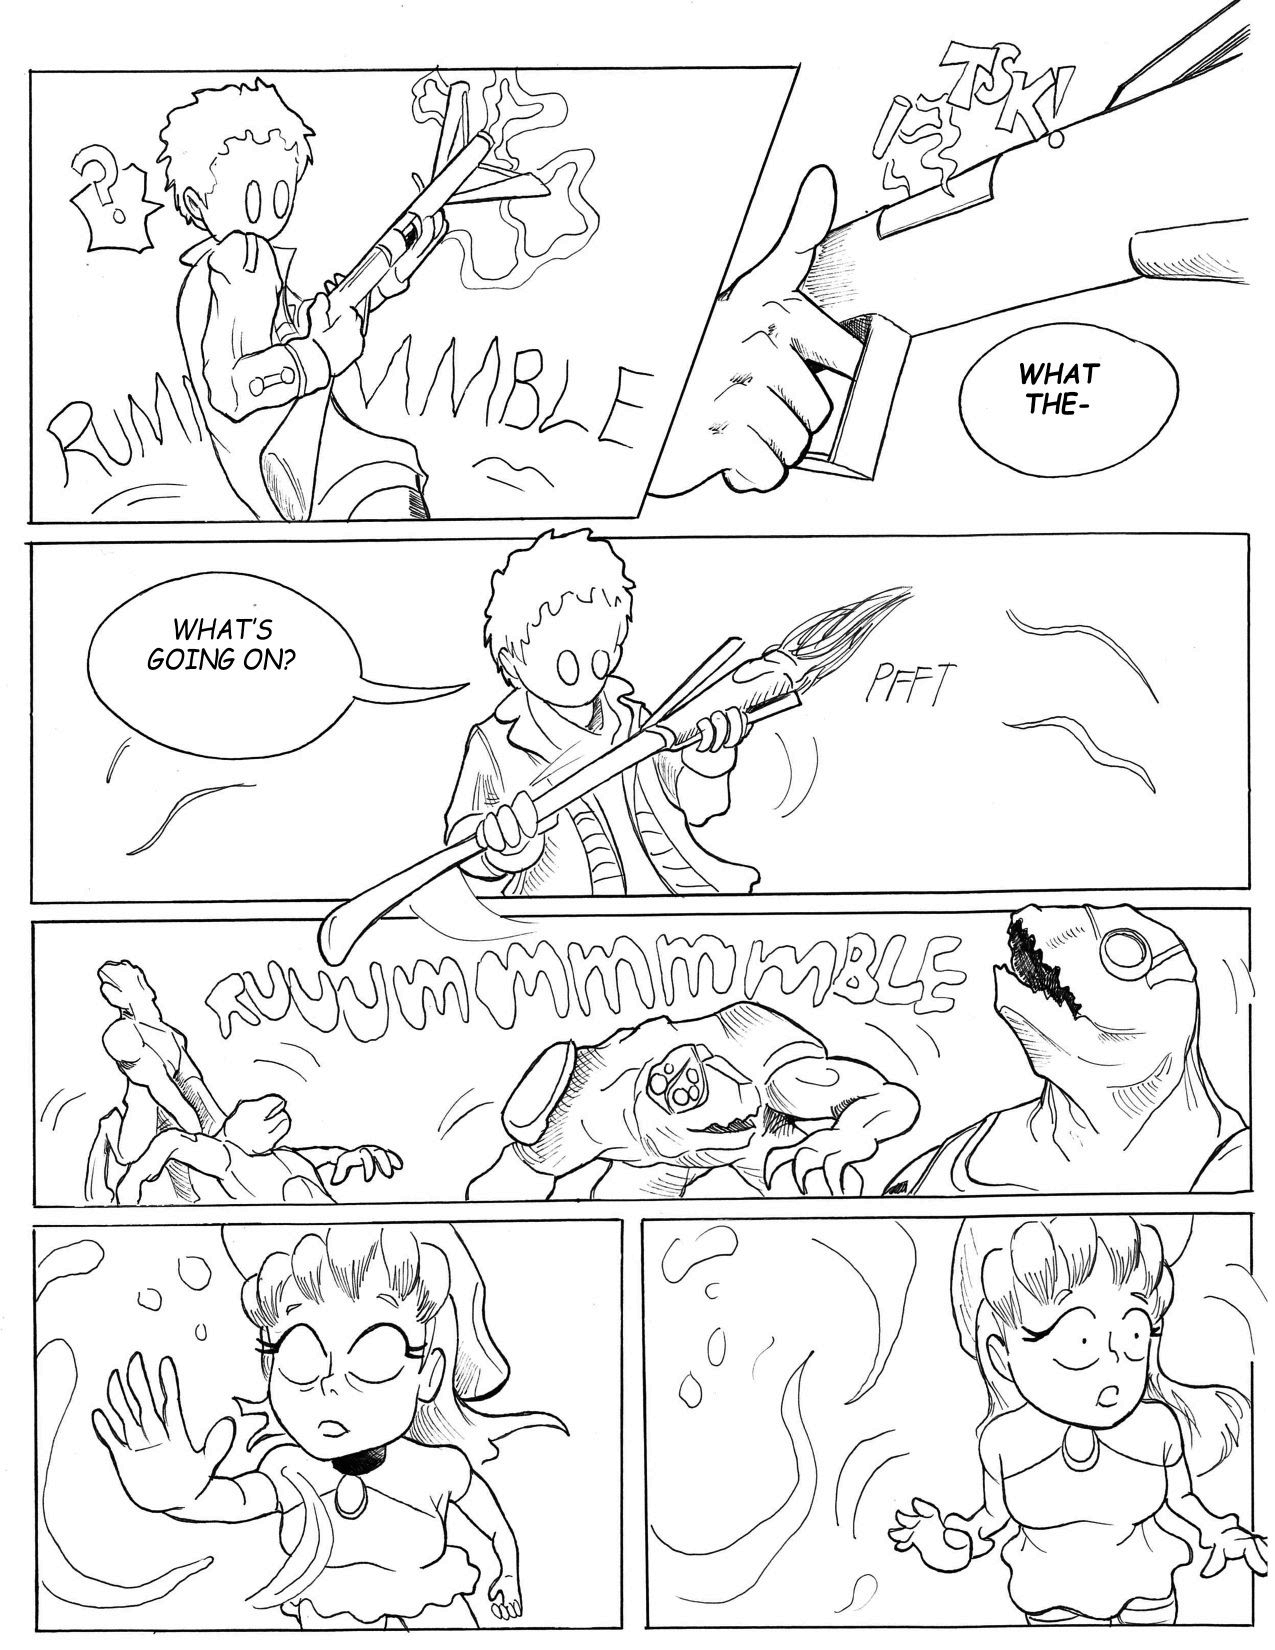 ?
RUMMMMBLE
TSK!
WHAT
THE-
WHAT'S
GOING ON?
PFFT
RUUUMMMMMMBLE